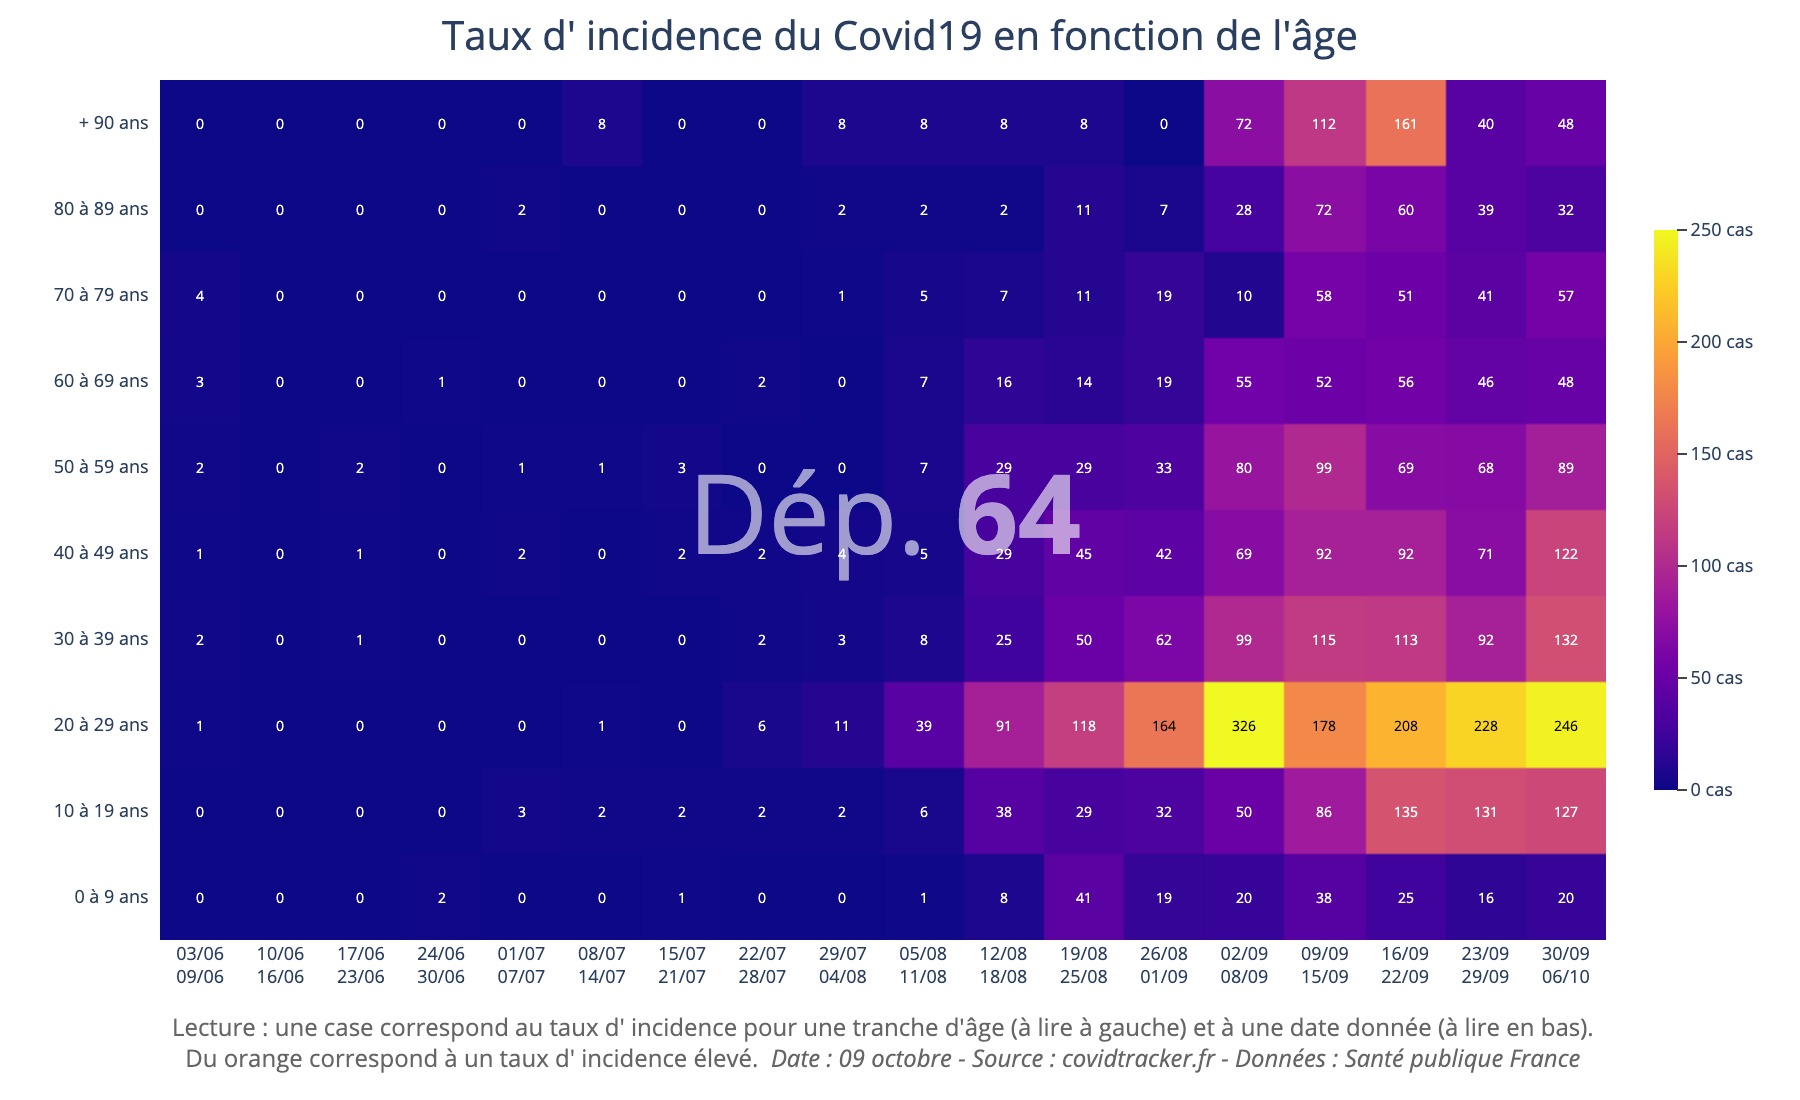 Taux d' incidence du Covid19 en fonction de l'âge
+ 90 ans 0 0 0 0 0 8 0 0 8 8 8 8 0 72 112 161 40 48
80 à 89 ans 0 0 0 0 2 0 0 0 2 2 2 11 7 28 72 60 39 32
70 à 79 ans 4 0 0 0 0 0 0 0 1 5 7 11 19 10 58 51 41 57
60 à 69 ans 3 0 0 1 0 0 0 2 0 7 16 14 19 55 52 56 46 48
50 à 59 ans 2 0 2 0 1 1 3 0 0 7 29 29 33 80 99 69 68 89
Dép. 64
40 à 49 ans 1 0 1 0 2 0 2 2 4 5 29 45 42 69 92 92 71 122
30 à 39 ans 2 0 1 0 0 0 0 2 3 8 25 50 62 99 115 113 92 132
20 à 29 ans 1 0 0 0 0 1 0 6 11 39 91 118 164 326 178 208 228 246
10 à 19 ans 0 0 0 0 3 2 2 2 2 6 38 29 32 50 86 135 131 127
0 à 9 ans 0 0 0 2 0 0 1 0 0 1 8 41 19 20 38 25 16 20
03/06 10/06 17/06 24/06 01/07 08/07 15/07 22/07 29/07 05/08 12/08 19/08 26/08 02/09 09/09 16/09 23/09 30/09
09/06 16/06 23/06 30/06 07/07 14/07 21/07 28/07 04/08 11/08 18/08 25/08 01/09 08/09 15/09 22/09 29/09 06/10
250 cas
200 cas
150 cas
100 cas
50 cas
0 cas
Lecture : une case correspond au taux d' incidence pour une tranche d'âge (à lire à gauche) et à une date donnée (à lire en bas).
Du orange correspond à un taux d' incidence élevé. Date : 09 octobre - Source : covidtracker.fr - Données : Santé publique France